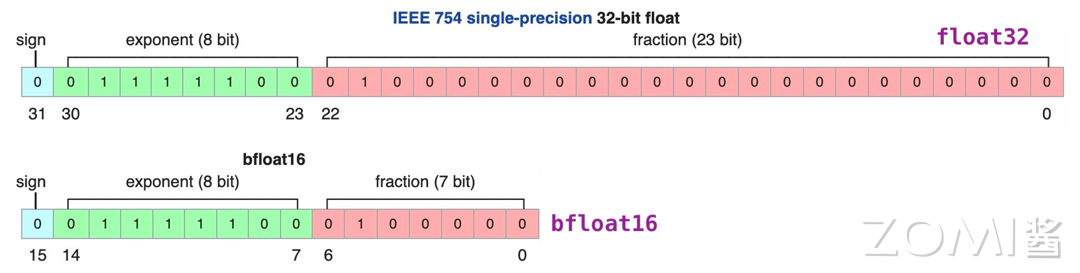 IEEE 754 single-precision 32-bit float
sign exponent (8 bit) fraction (23 bit) float32
0 0 1 1 1 1 1 0 0 0 1 0 0 0 0 0 0 0 0 0 0 0 0 0 0 0 0 0 0 0 0 0
31 30 23 22 0
bfloat16
sign exponent (8 bit) fraction (7 bit)
0 0 1 1 1 1 1 0 0 0 1 0 0 0 0 0 bfloat16
15 14 7 6 0
ZOMI酱